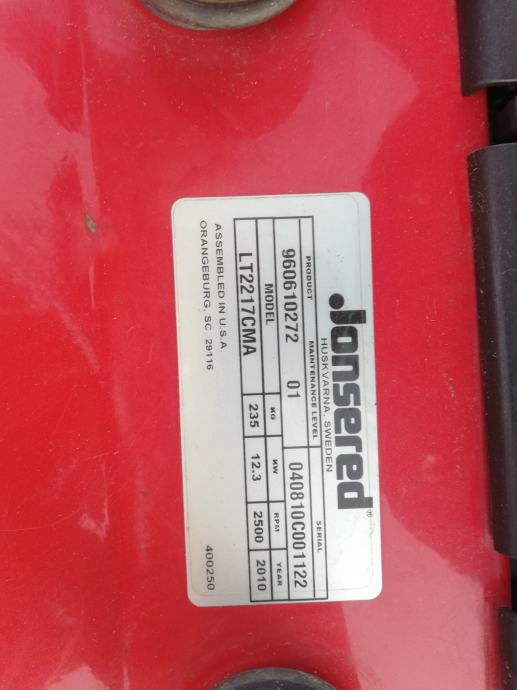 Jonsered®
HUSKVARNA, SWEDEN
PRODUCT MAINTENANCE LEVEL SERIAL
960610272 01 040810C001122
MODEL KG KW RPM YEAR
LT2217CMA 235 12.3 2500 2010
ASSEMBLED IN U.S.A.
ORANGEBURG, SC 29116
400250